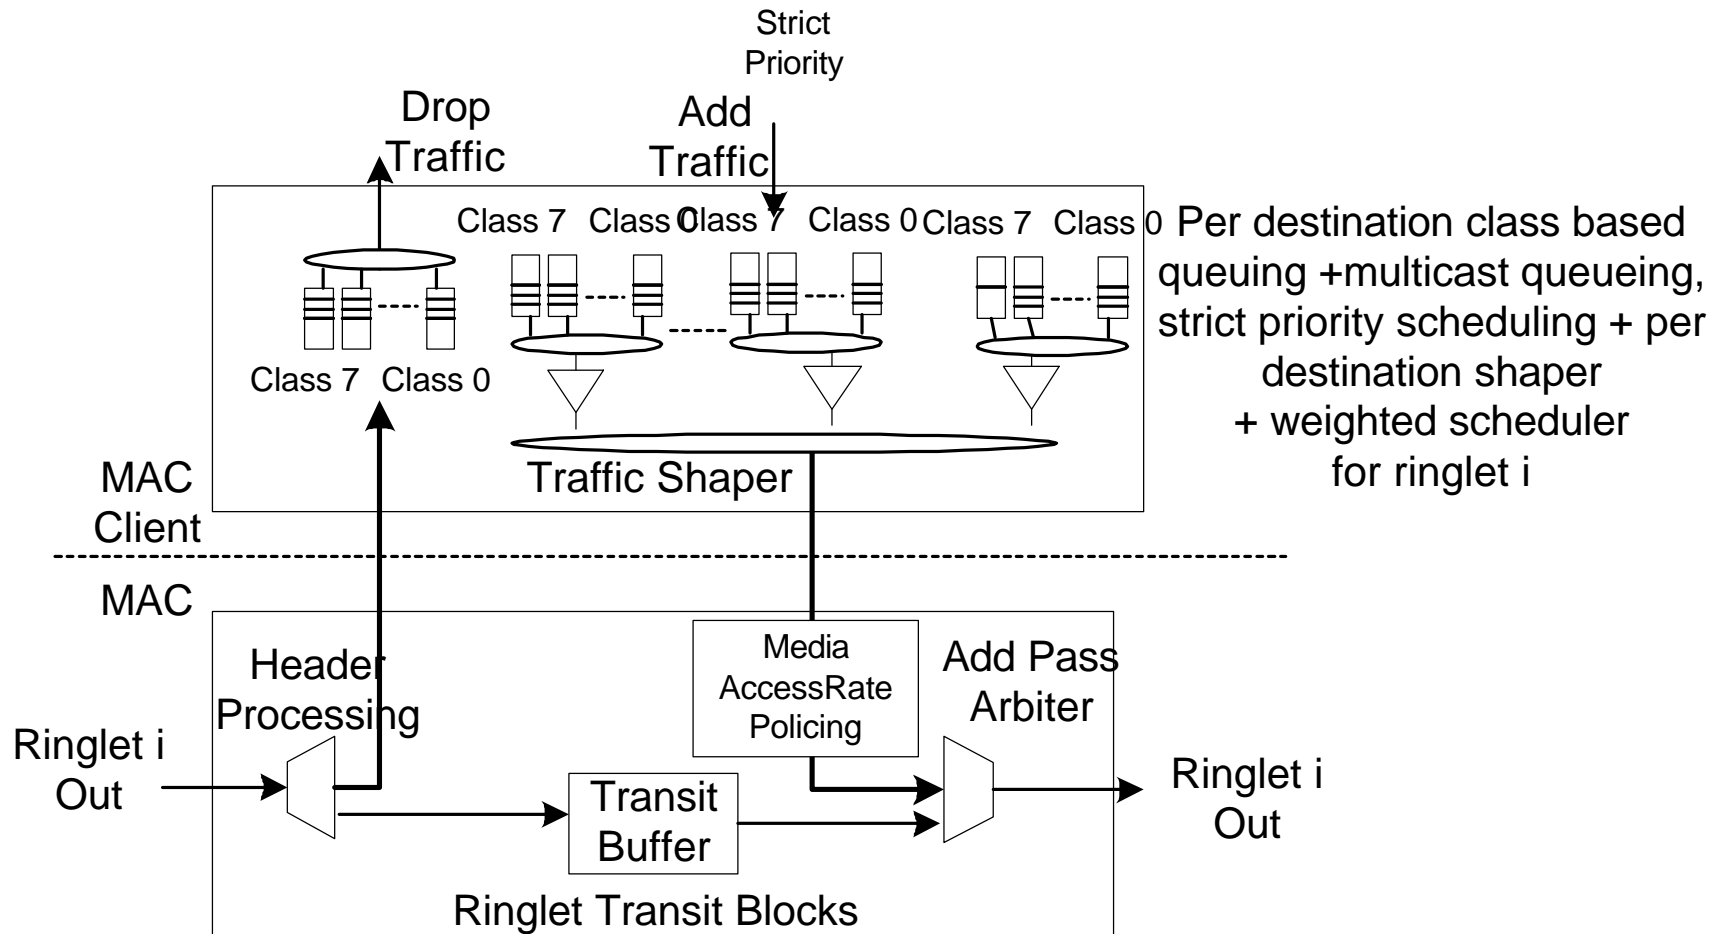 Strict
Priority
Drop
Traffic
Add
Traffic
Class 7 Class 0 Class 7 Class 0 Class 7 Class 0
Per destination class based
queuing +multicast queueing,
strict priority scheduling + per
destination shaper
+ weighted scheduler
for ringlet i
Class 7 Class 0
Traffic Shaper
MAC
Client
MAC
Header
Processing
Media
AccessRate
Policing
Add Pass
Arbiter
Ringlet i
Out
Transit
Buffer
Ringlet i
Out
Ringlet Transit Blocks